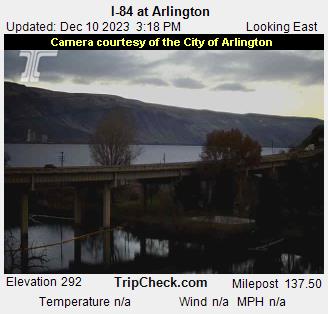 I-84 at Arlington
Updated: Dec 10 2023 3:18 PM Looking East
Camera courtesy of the City of Arlington
Elevation 292 TripCheck.com Milepost 137.50
Temperature n/a Wind n/a MPH n/a